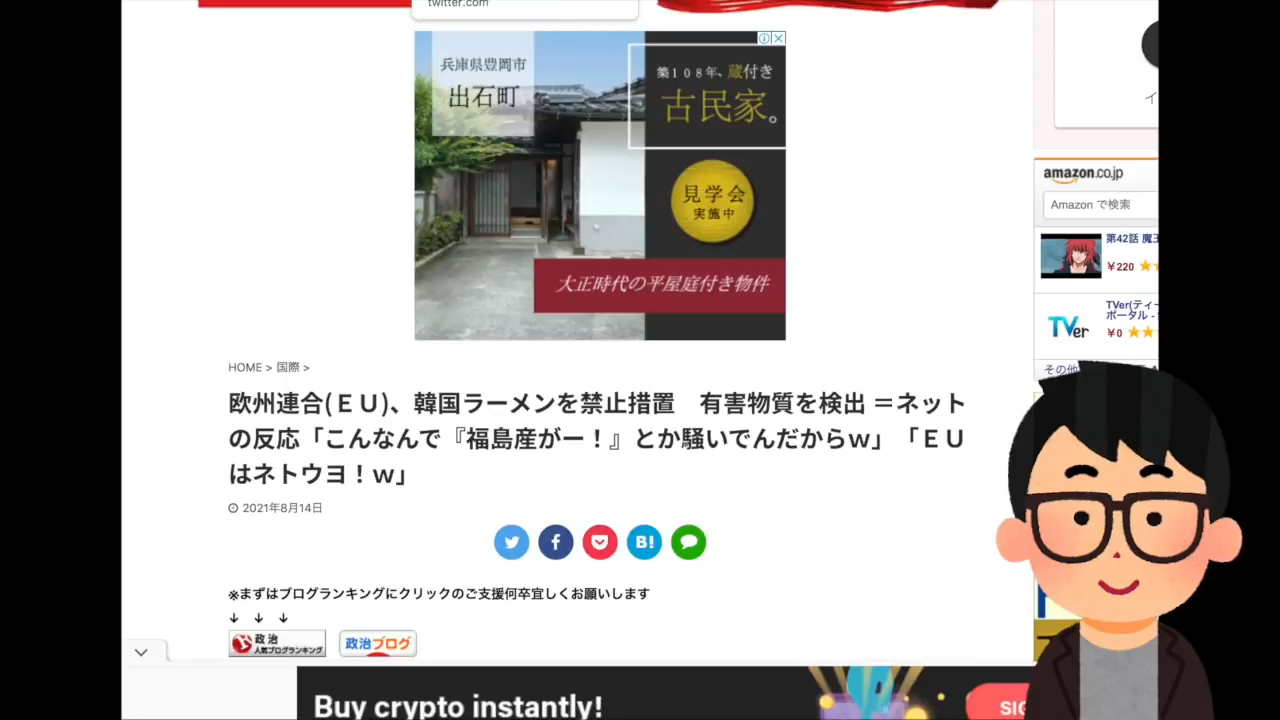 twitter.com
兵庫県豊岡市
出石町
築108年、蔵付き
古民家。
見学会
実施中
大正時代の平屋庭付き物件
イ
amazon.co.jp
Amazon で検索
第42話 魔王
¥220
TVer
TVer(ティー
ポータル -
¥0
その他
HOME > 国際 >
欧州連合(ＥＵ)、韓国ラーメンを禁止措置　有害物質を検出 ＝ネット
の反応「こんなんで『福島産がー！』とか騒いでんだからｗ」「ＥＵ
はネトウヨ！ｗ」
2021年8月14日
B!
※まずはブログランキングにクリックのご支援何卒宜しくお願いします
↓ ↓ ↓
政治
人気ブログランキング
政治ブログ
Buy crypto instantly!
SIG